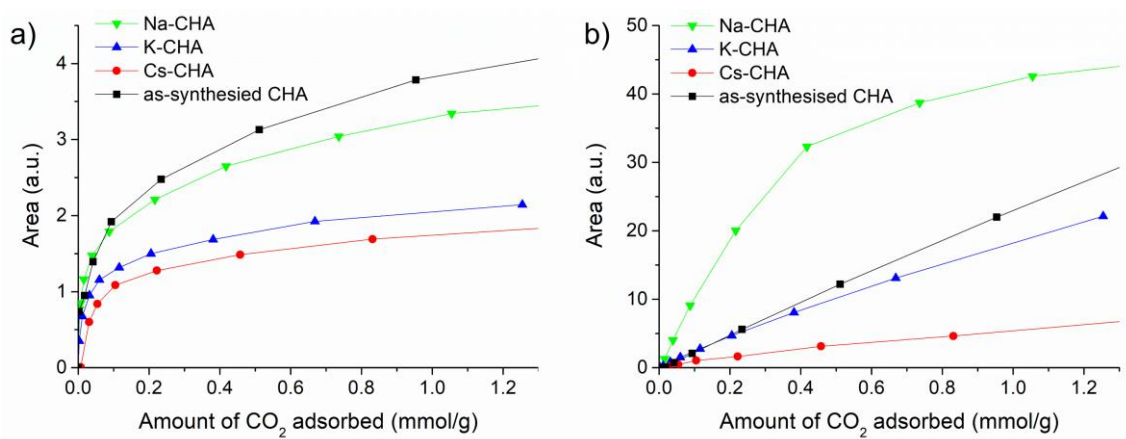 a)
Na-CHA
K-CHA
Cs-CHA
as-synthesied CHA
Area (a.u.)
4
3
2
1
0
0.0 0.2 0.4 0.6 0.8 1.0 1.2
Amount of CO₂ adsorbed (mmol/g)
b)
Na-CHA
K-CHA
Cs-CHA
as-synthesised CHA
Area (a.u.)
50
40
30
20
10
0
0.0 0.2 0.4 0.6 0.8 1.0 1.2
Amount of CO₂ adsorbed (mmol/g)